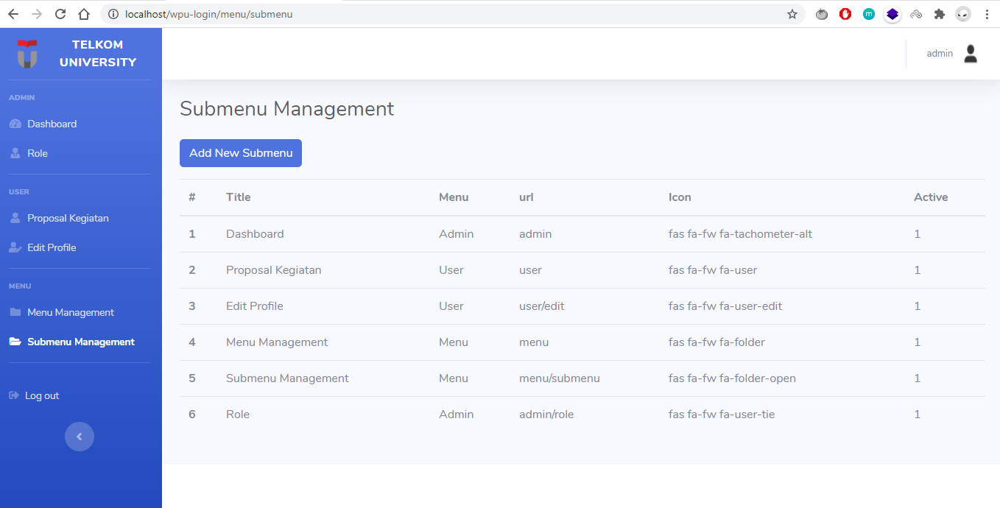 localhost/wpu-login/menu/submenu
m
TELKOM
UNIVERSITY
admin
ADMIN
Dashboard
Role
USER
Proposal Kegiatan
Edit Profile
MENU
Menu Management
Submenu Management
Log out
Submenu Management
Add New Submenu
# Title Menu url Icon Active
1 Dashboard Admin admin fas fa-fw fa-tachometer-alt 1
2 Proposal Kegiatan User user fas fa-fw fa-user 1
3 Edit Profile User user/edit fas fa-fw fa-user-edit 1
4 Menu Management Menu menu fas fa-fw fa-folder 1
5 Submenu Management Menu menu/submenu fas fa-fw fa-folder-open 1
6 Role Admin admin/role fas fa-fw fa-user-tie 1